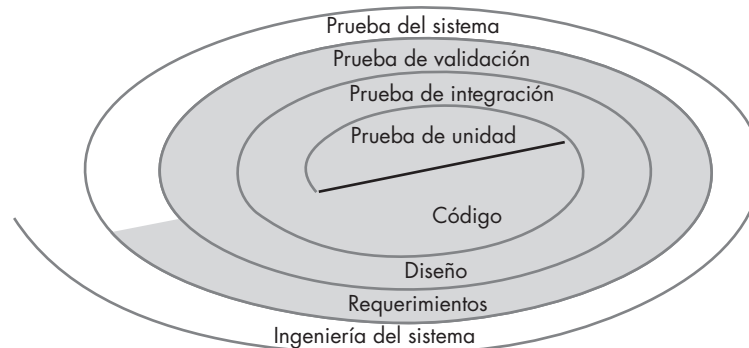 Prueba del sistema
Prueba de validación
Prueba de integración
Prueba de unidad
Código
Diseño
Requerimientos
Ingeniería del sistema